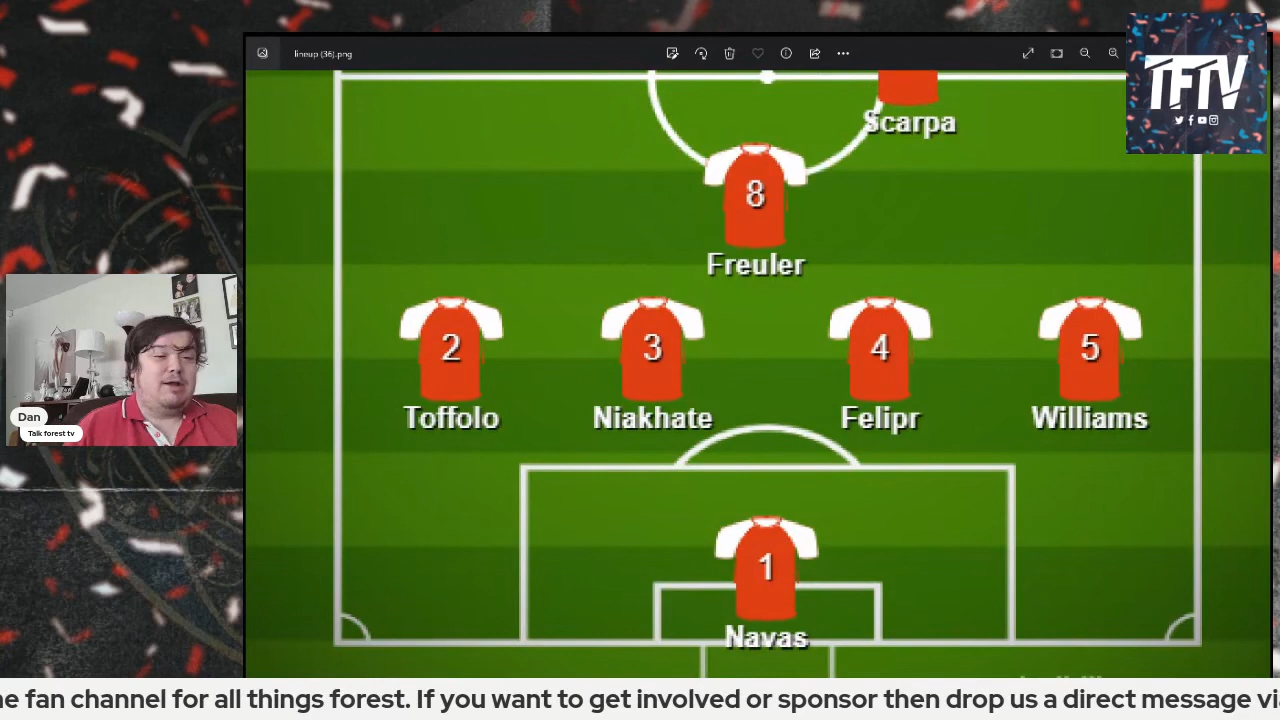 lineup (36).png
TFTV
Scarpa
8
Freuler
2
3
4
5
Toffolo
Niakhate
Felipr
Williams
1
Navas
Dan
Talk forest tv
e fan channel for all things forest. If you want to get involved or sponsor then drop us a direct message vi